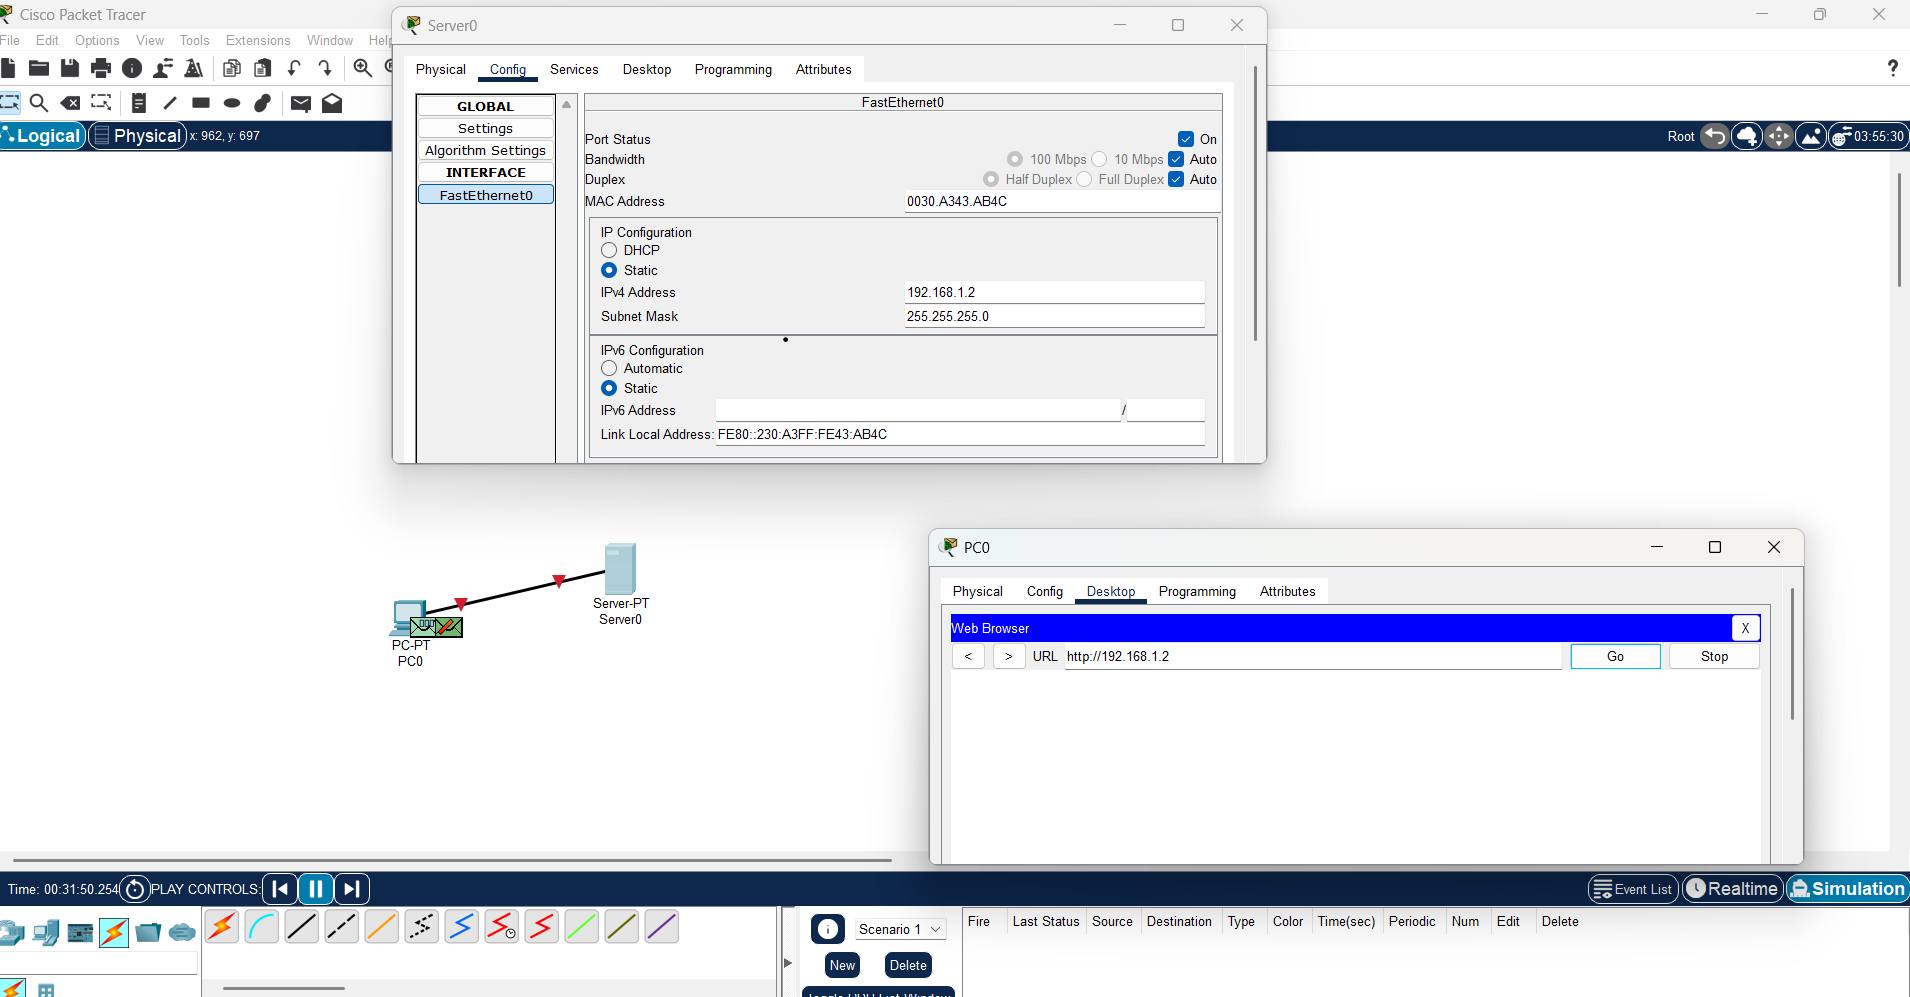 Cisco Packet Tracer
File Edit Options View Tools Extensions Window Help
?
Logical Physical x: 962, y: 697
Root 03:55:30
Server0
Physical Config Services Desktop Programming Attributes
GLOBAL
Settings
Algorithm Settings
INTERFACE
FastEthernet0
FastEthernet0
Port Status On
Bandwidth 100 Mbps 10 Mbps Auto
Duplex Half Duplex Full Duplex Auto
MAC Address 0030.A343.AB4C
IP Configuration
DHCP
Static
IPv4 Address 192.168.1.2
Subnet Mask 255.255.255.0
IPv6 Configuration
Automatic
Static
IPv6 Address /
Link Local Address: FE80::230:A3FF:FE43:AB4C
Server-PT
Server0
PC-PT
PC0
PC0
Physical Config Desktop Programming Attributes
Web Browser X
< > URL http://192.168.1.2 Go Stop
Time: 00:31:50.254 PLAY CONTROLS:
Event List Realtime Simulation
Scenario 1
New Delete
Fire Last Status Source Destination Type Color Time(sec) Periodic Num Edit Delete